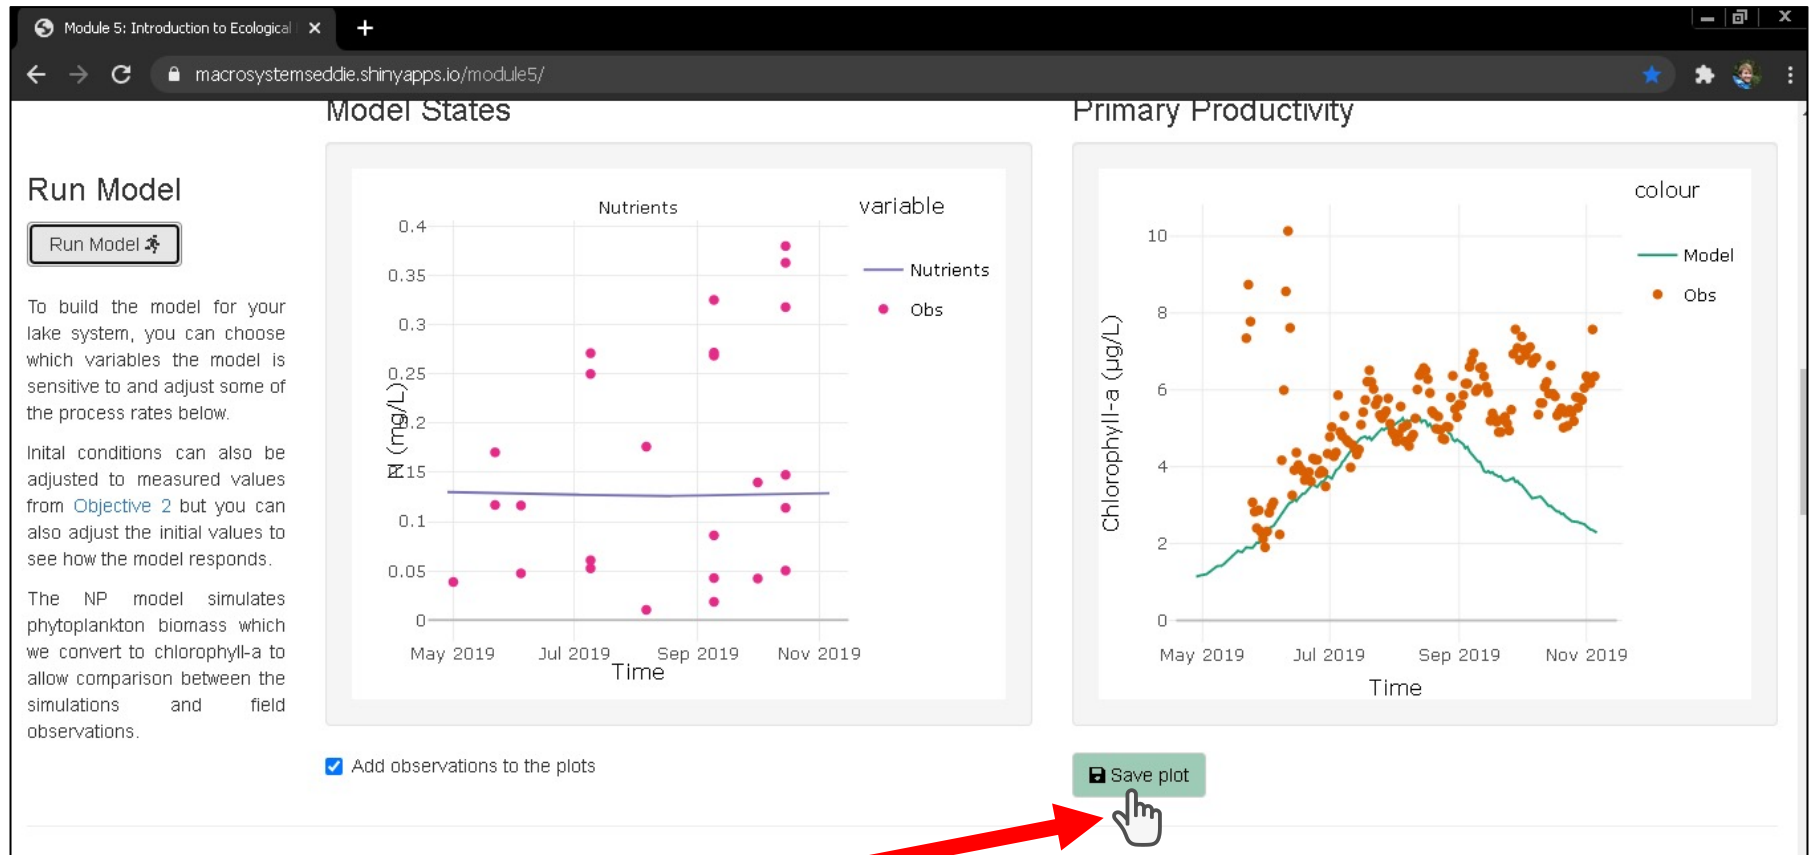 Module 5: Introduction to Ecological
macrosystemseddie.shinyapps.io/module5/
Model States
Primary Productivity
Run Model
Run Model
To build the model for your
lake system, you can choose
which variables the model is
sensitive to and adjust some of
the process rates below.
Inital conditions can also be
adjusted to measured values
from Objective 2 but you can
also adjust the initial values to
see how the model responds.
The NP model simulates
phytoplankton biomass which
we convert to chlorophyll-a to
allow comparison between the
simulations and field
observations.
Nutrients
variable
Nutrients
Obs
0.4
0.35
0.3
0.25
0.2
0.15
0.1
0.05
0
N (mg/L)
May 2019
Jul 2019
Sep 2019
Nov 2019
Time
Add observations to the plots
colour
Model
Obs
10
8
6
4
2
0
Chlorophyll-a (µg/L)
May 2019
Jul 2019
Sep 2019
Nov 2019
Time
Save plot